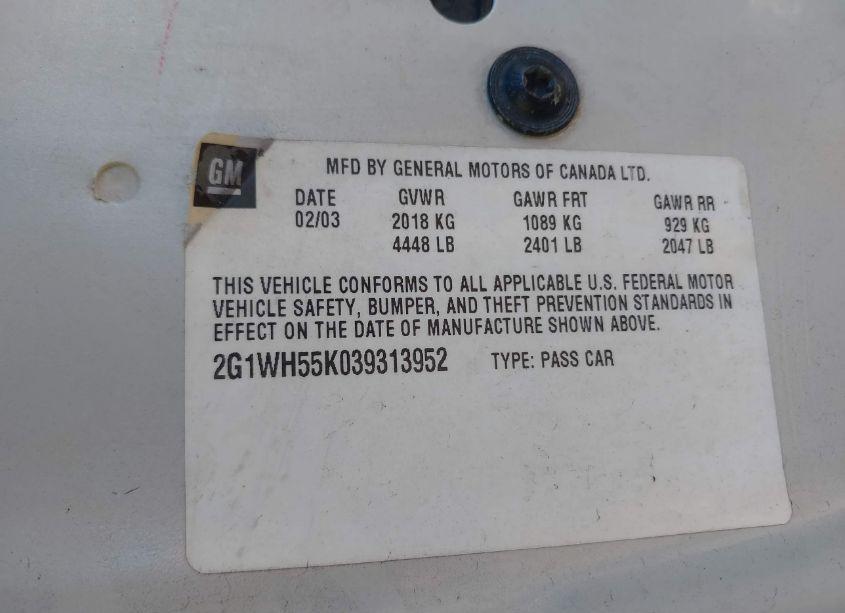 GM
MFD BY GENERAL MOTORS OF CANADA LTD.
DATE GVWR GAWR FRT GAWR RR
02/03 2018 KG 1089 KG 929 KG
4448 LB 2401 LB 2047 LB
THIS VEHICLE CONFORMS TO ALL APPLICABLE U.S. FEDERAL MOTOR
VEHICLE SAFETY, BUMPER, AND THEFT PREVENTION STANDARDS IN
EFFECT ON THE DATE OF MANUFACTURE SHOWN ABOVE.
2G1WH55K039313952 TYPE: PASS CAR